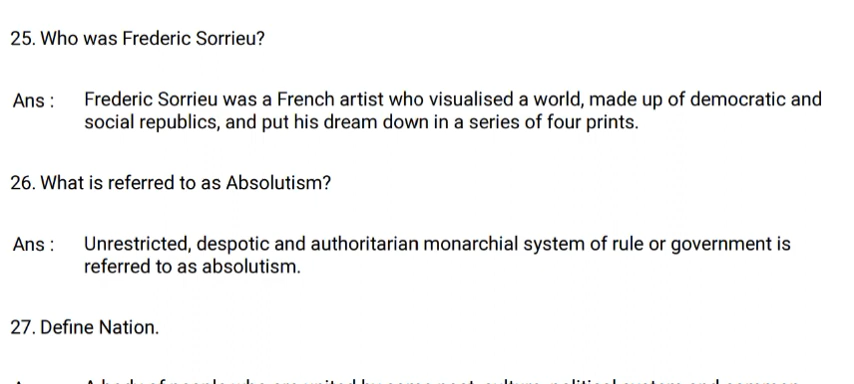 25. Who was Frederic Sorrieu?
Ans : Frederic Sorrieu was a French artist who visualised a world, made up of democratic and
social republics, and put his dream down in a series of four prints.
26. What is referred to as Absolutism?
Ans : Unrestricted, despotic and authoritarian monarchial system of rule or government is
referred to as absolutism.
27. Define Nation.